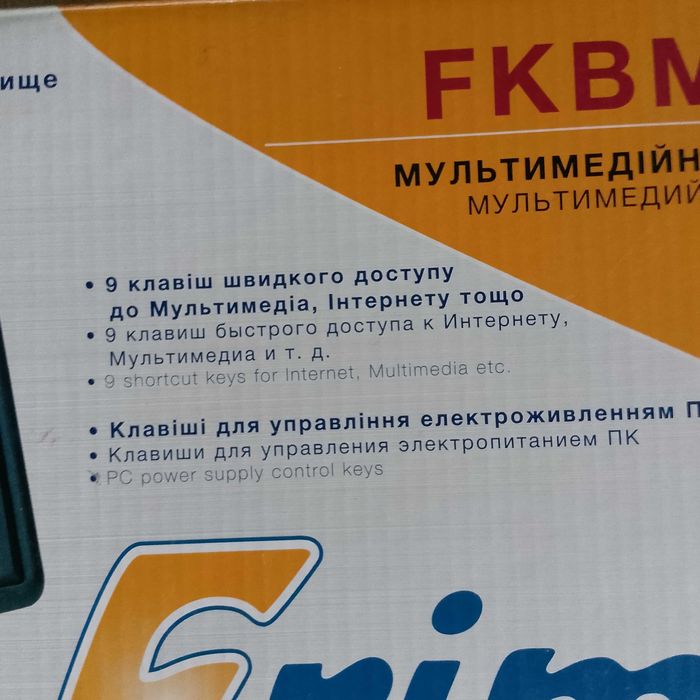 ище
FKBM
МУЛЬТИМЕДІЙН
МУЛЬТИМЕДИЙ
• 9 клавіш швидкого доступу
до Мультимедіа, Інтернету тощо
• 9 клавиш быстрого доступа к Интернету,
Мультимедиа и т. д.
• 9 shortcut keys for Internet, Multimedia etc.
• Клавіші для управління електроживленням П
• Клавиши для управления электропитанием ПК
• PC power supply control keys
Erim